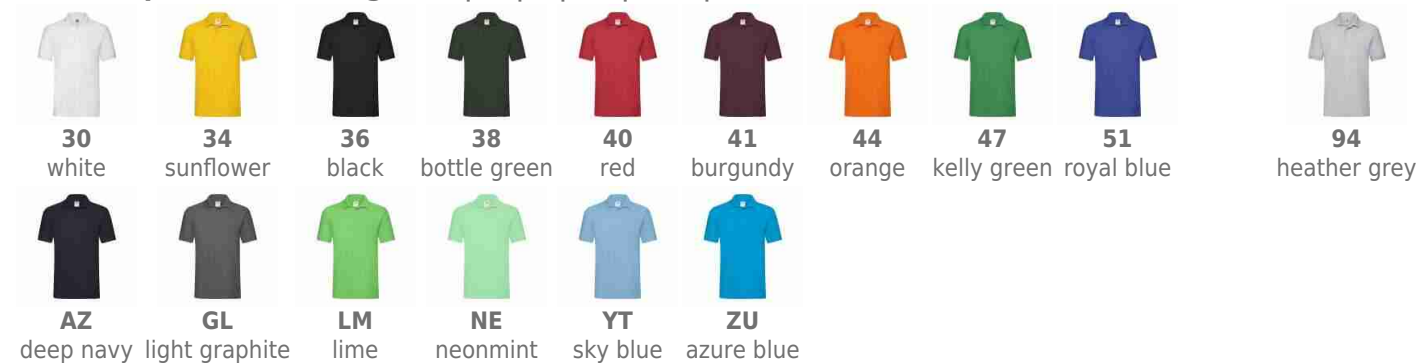 30 34 36 38 40 41 44 47 51 94
white sunflower black bottle green red burgundy orange kelly green royal blue heather grey
AZ GL LM NE YT ZU
deep navy light graphite lime neonmint sky blue azure blue